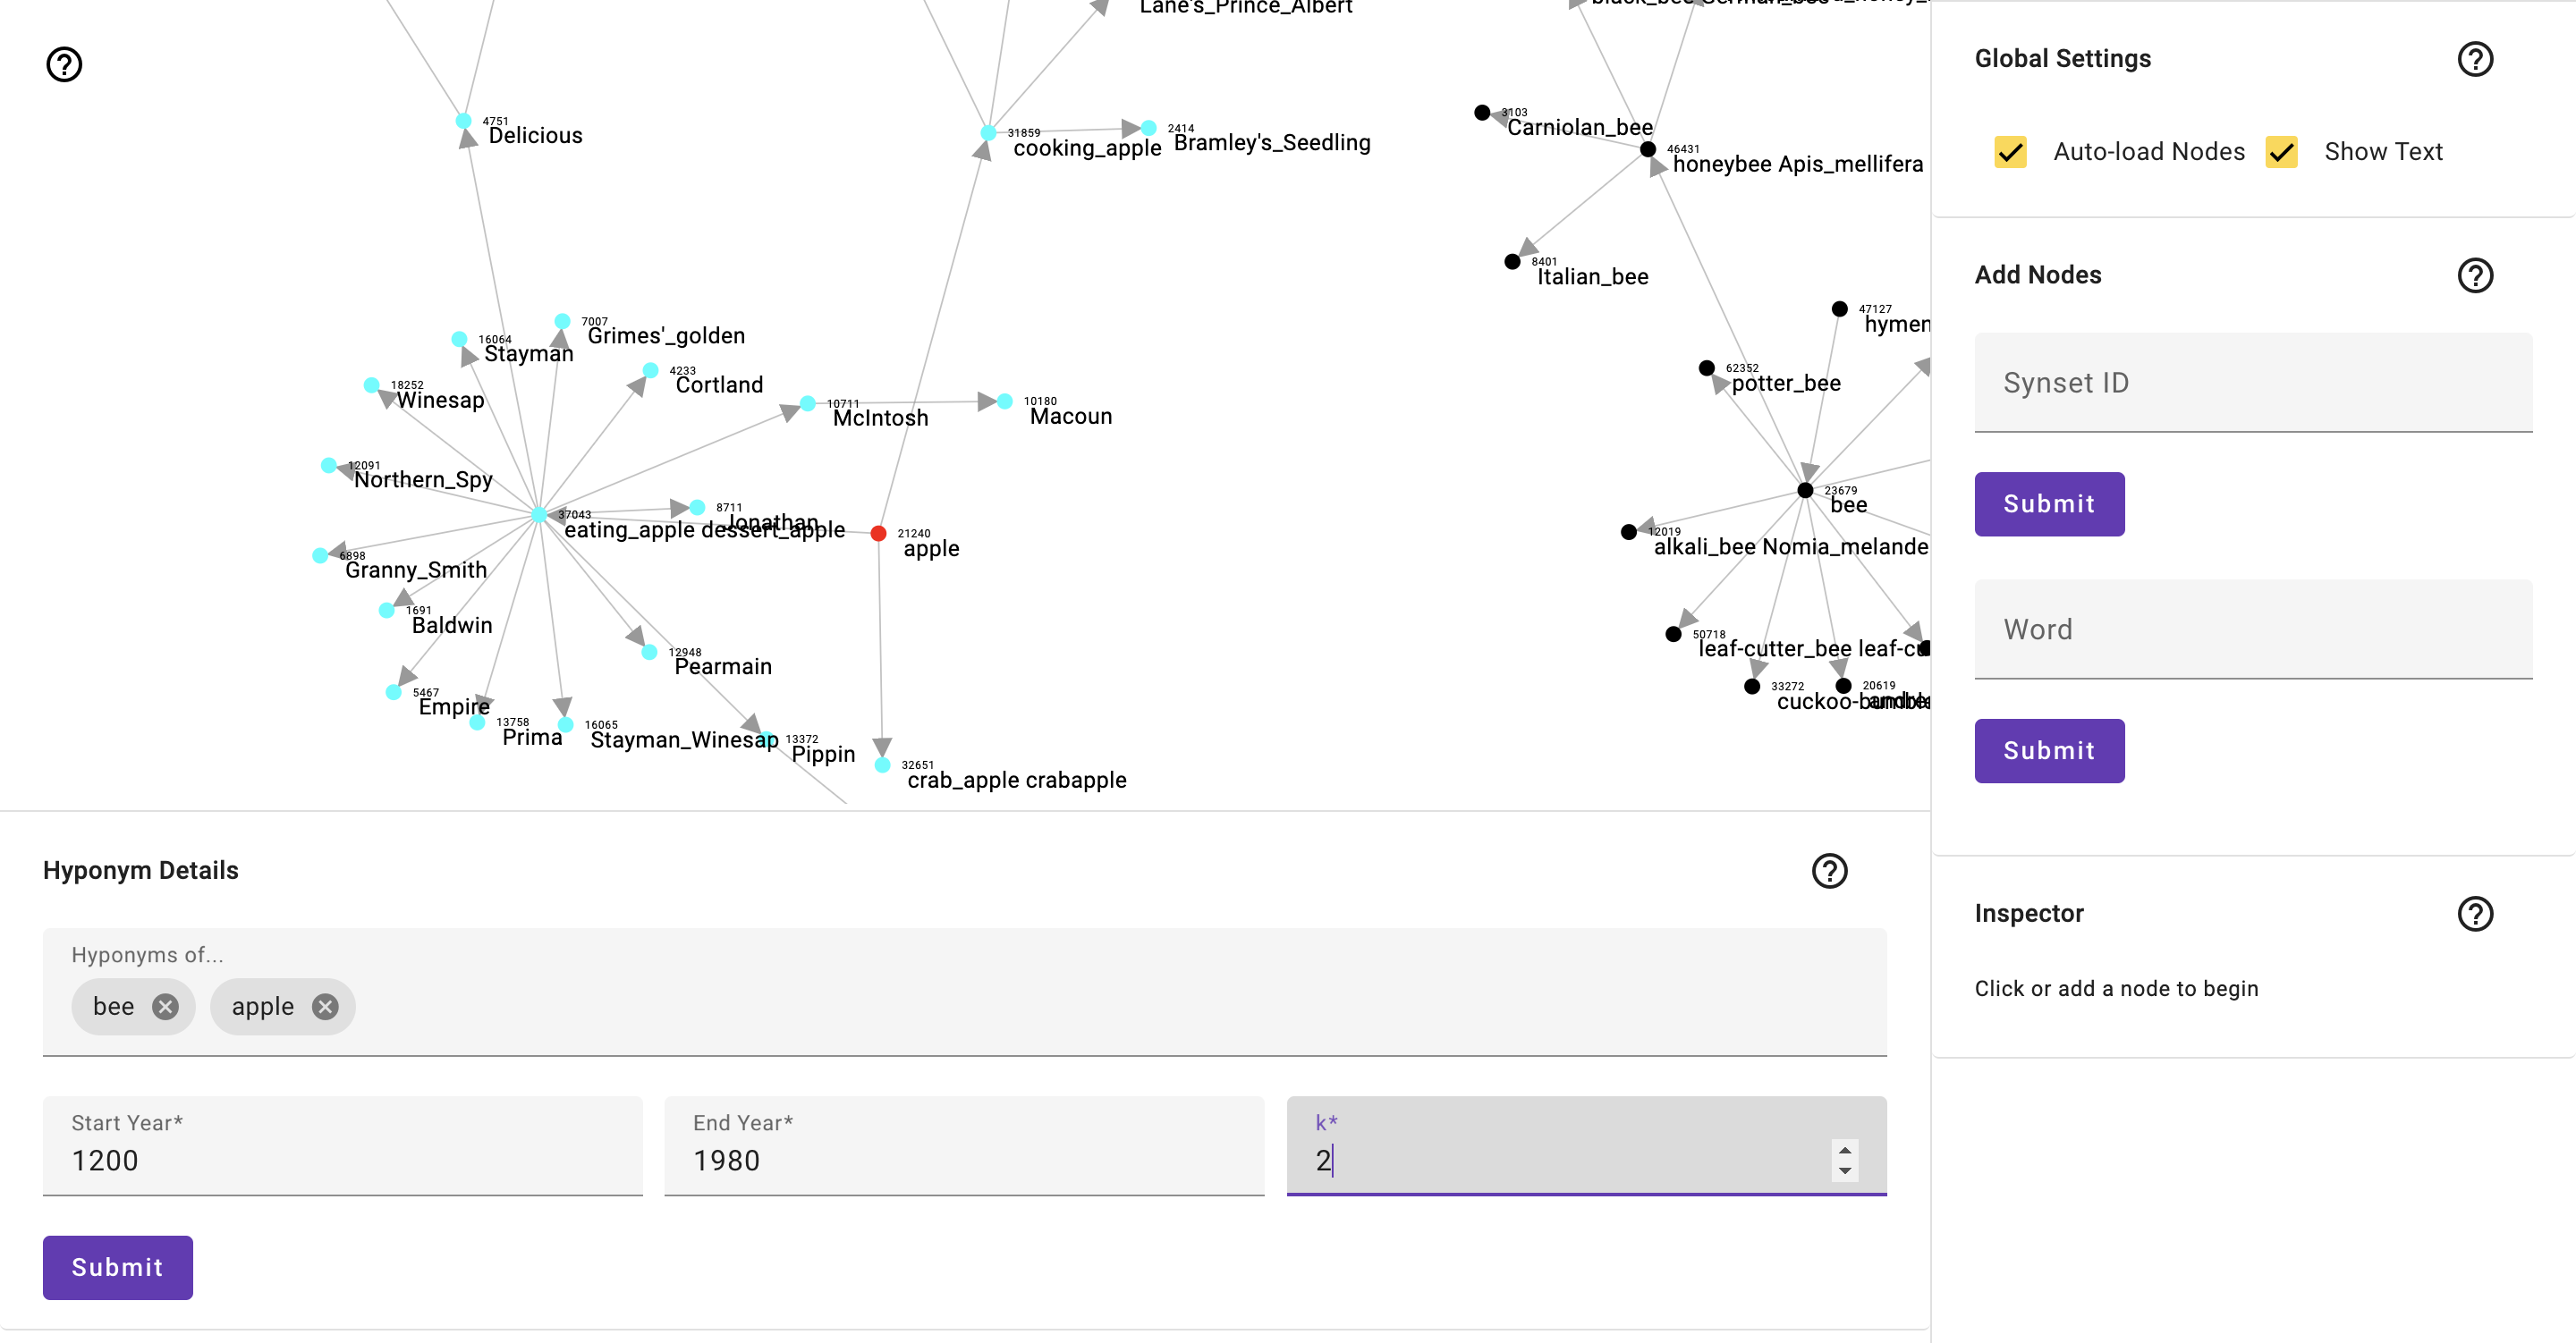 Lane's_Prince_Albert
4751
Delicious
31859
cooking_apple
2414
Bramley's_Seedling
3103
Carniolan_bee
46431
honeybee Apis_mellifera
8401
Italian_bee
7007
Grimes'_golden
16064
Stayman
4233
Cortland
18252
Winesap
10711
McIntosh
10180
Macoun
47127
62352
potter_bee
12091
Northern_Spy
23679
bee
37043
eating_apple dessert_apple
8711
Jonathan
21240
apple
12019
alkali_bee
6898
Granny_Smith
1691
Baldwin
50718
leaf-cutter_bee
12948
Pearmain
5467
Empire
13758
Prima
16065
Stayman_Winesap
13372
Pippin
33272
20619
32651
crab_apple crabapple
Hyponym Details
Hyponyms of...
bee apple
Start Year* End Year* k*
1200 1980 2
Submit
Global Settings
Auto-load Nodes Show Text
Add Nodes
Synset ID
Submit
Word
Submit
Inspector
Click or add a node to begin